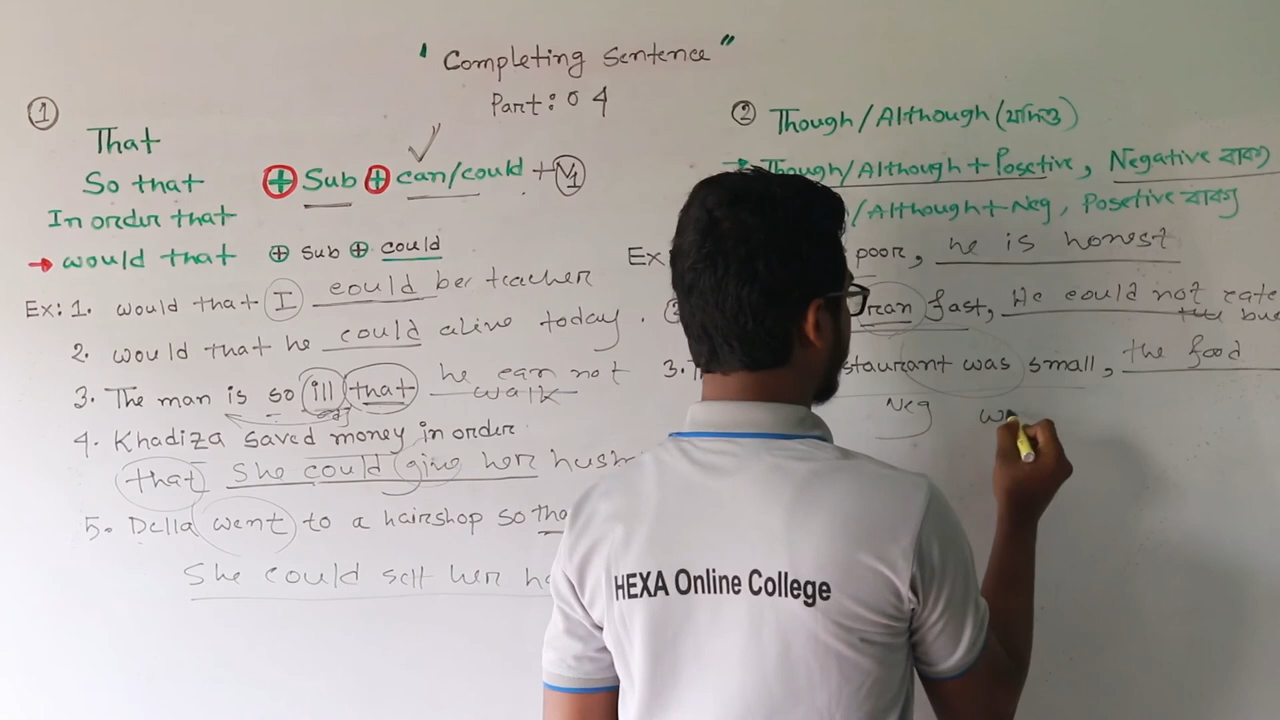 ' Completing Sentence "
Part: 04
①
That
So that
In order that
⊕ Sub ⊕ can/could + V1
→ would that ⊕ sub ⊕ could
Ex: 1. would that I could be teacher
2. would that he could alive today.
3. The man is so ill that he can not
walk
adj
4. Khadiza saved money in order
that she could give her husb
5. Della went to a hairshop so tha
She could sell her h
② Though/Although (যদিও)
→ Though/Although + Posetive, Negative বাক্য
/Although + Neg, Posetive বাক্য
Ex poor, he is honest
ran fast, He could not
the bus
3. staurant was small, the food
Neg
HEXA Online College